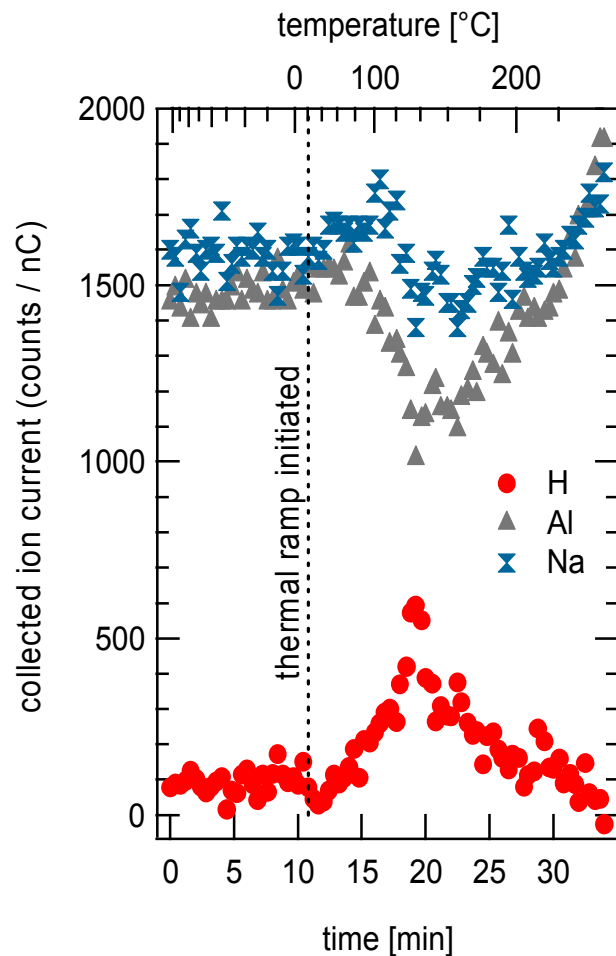 temperature [°C]
0 100 200
2000
1500
1000
500
0
collected ion current (counts / nC)
thermal ramp initiated
H
Al
Na
0 5 10 15 20 25 30
time [min]